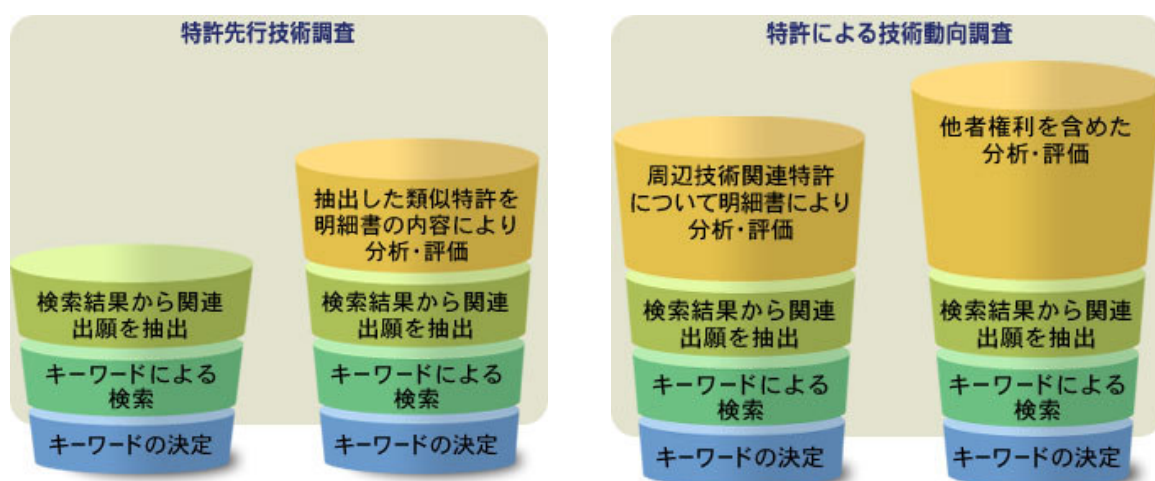 特許先行技術調査
検索結果から関連
出願を抽出
キーワードによる
検索
キーワードの決定
抽出した類似特許を
明細書の内容により
分析・評価
検索結果から関連
出願を抽出
キーワードによる
検索
キーワードの決定
特許による技術動向調査
周辺技術関連特許
について明細書により
分析・評価
検索結果から関連
出願を抽出
キーワードによる
検索
キーワードの決定
他者権利を含めた
分析・評価
検索結果から関連
出願を抽出
キーワードによる
検索
キーワードの決定